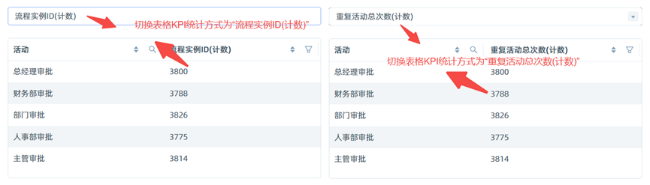 流程实例ID(计数)
切换表格KPI统计方式为“流程实例ID(计数)”
活动 流程实例ID(计数)
总经理审批 3800
财务部审批 3788
部门审批 3826
人事部审批 3775
主管审批 3814
重复活动总次数(计数)
活动 重复活动总次数(计数)
切换表格KPI统计方式为“重复活动总次数(计数)”
总经理审批 3800
财务部审批 3788
部门审批 3826
人事部审批 3775
主管审批 3814